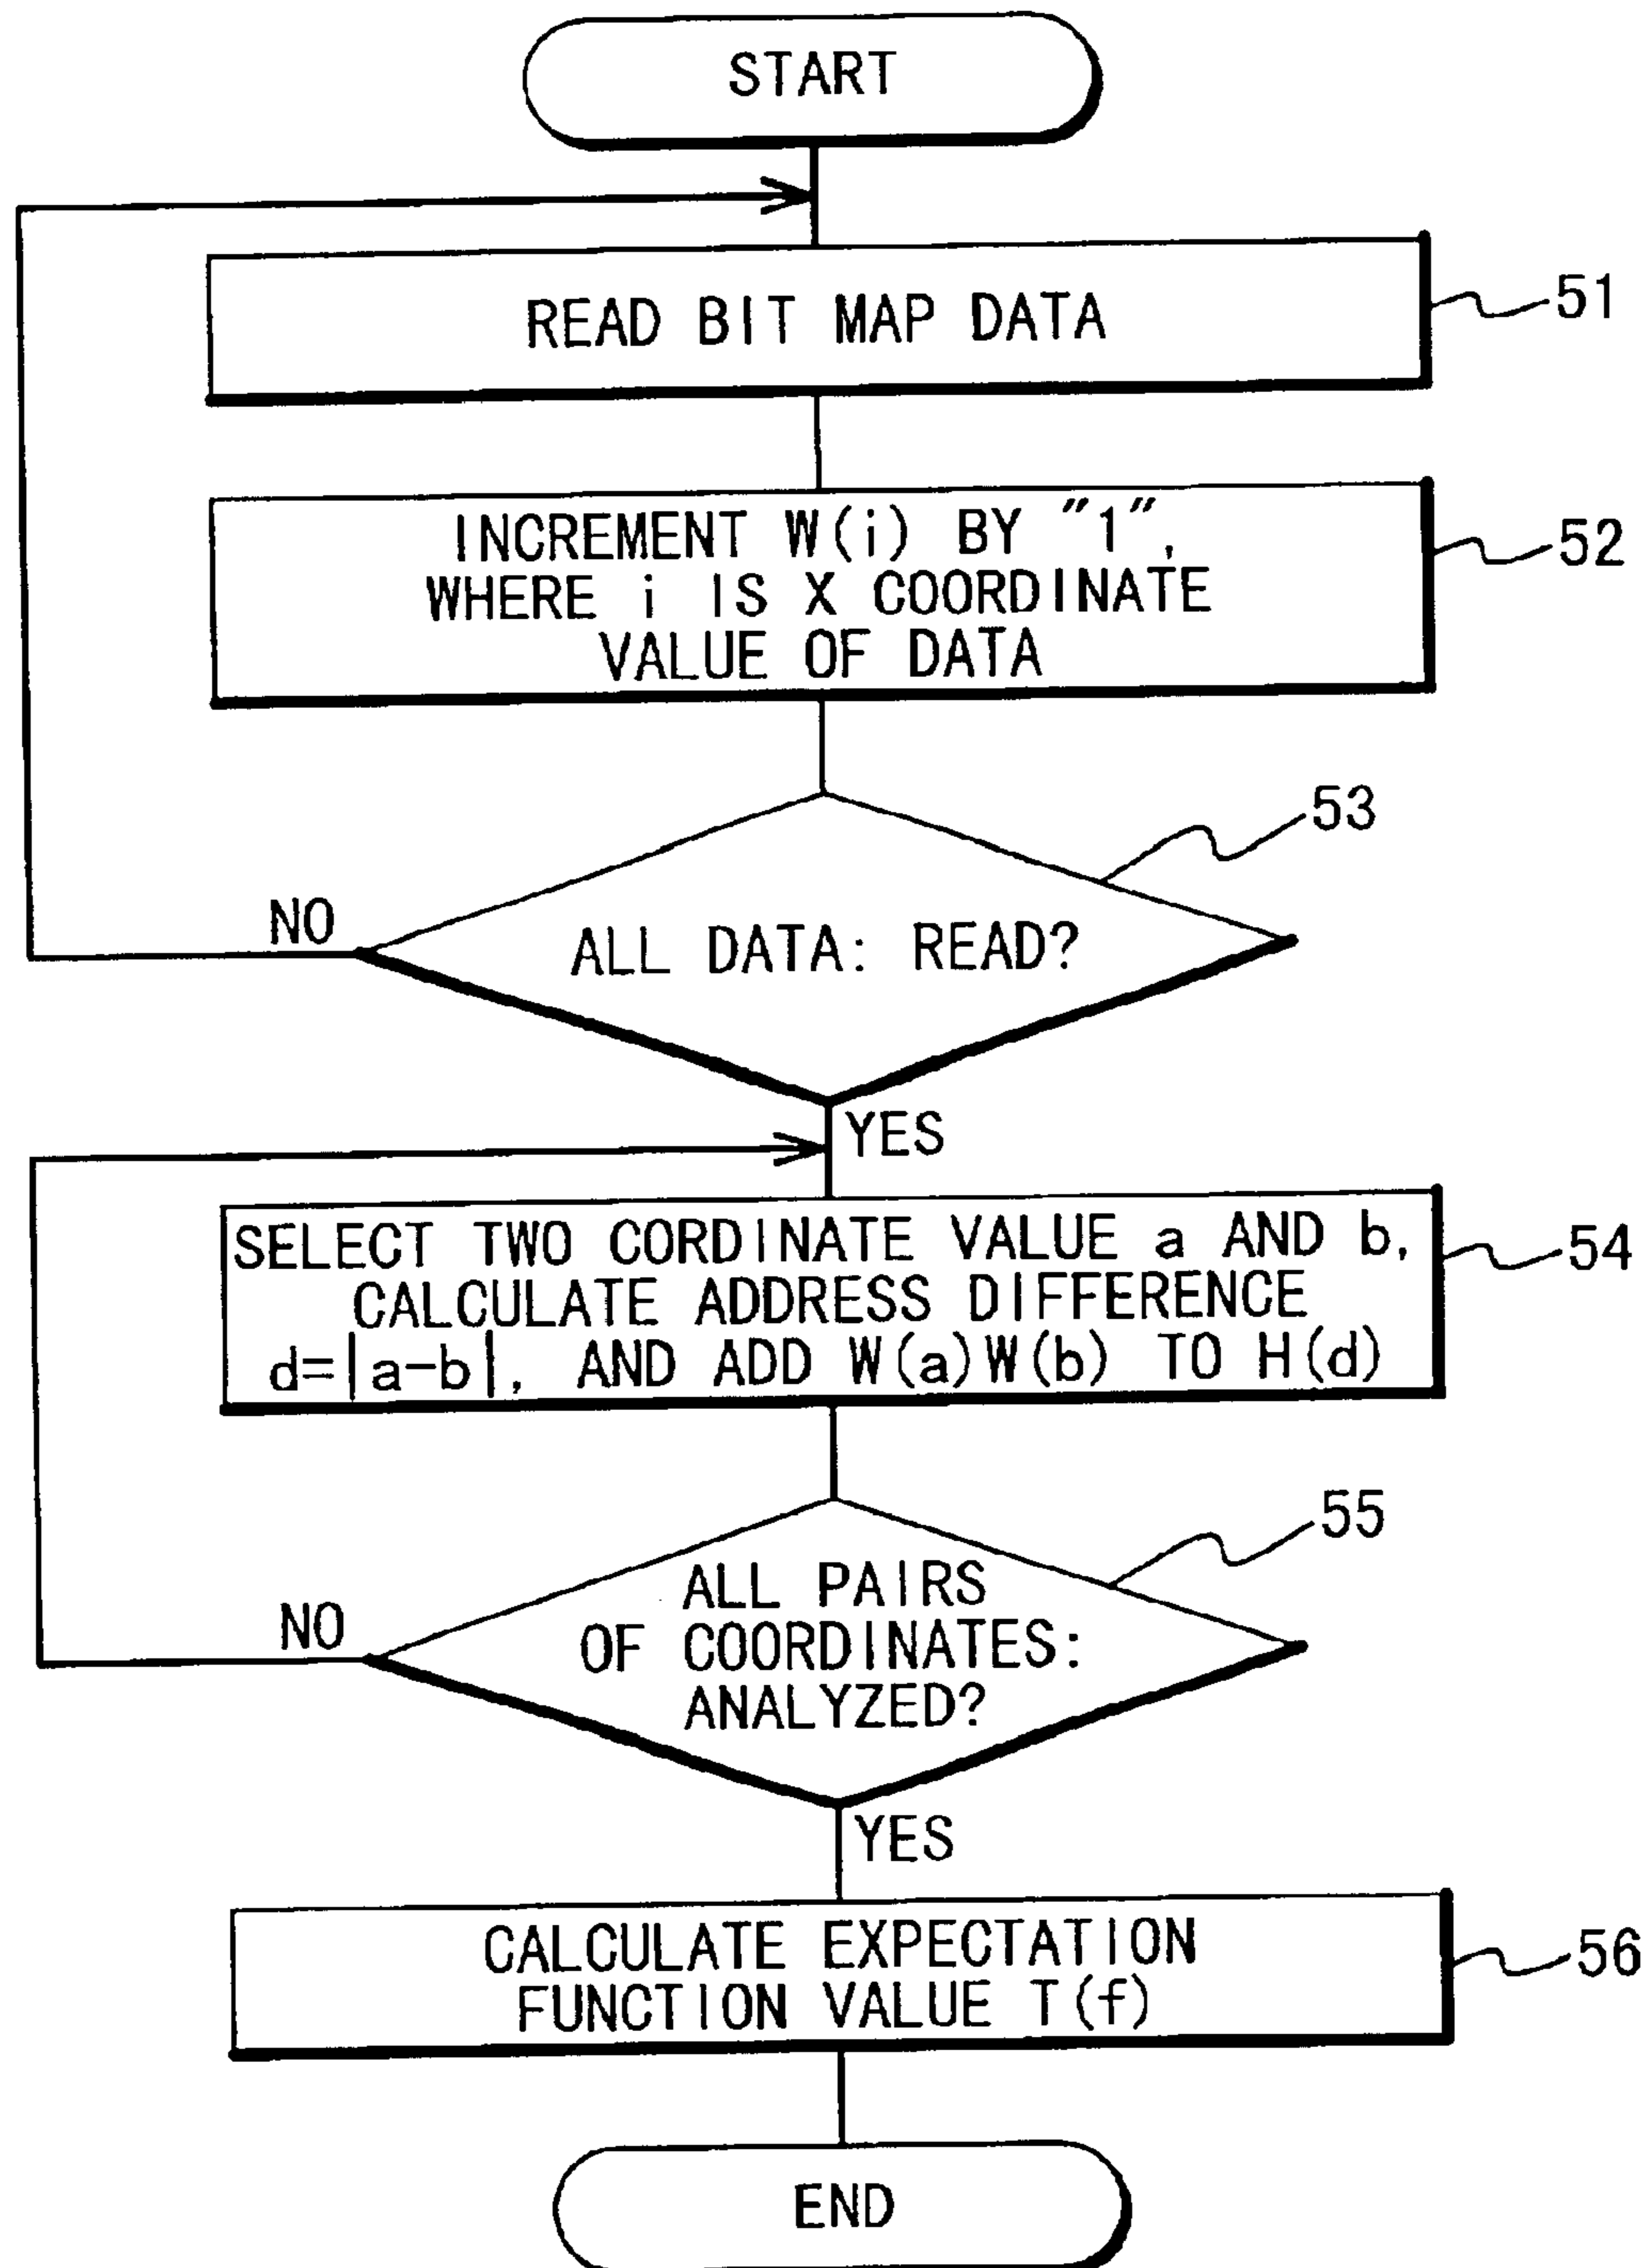 START
READ BIT MAP DATA
51
INCREMENT W(i) BY "1",
WHERE i IS X COORDINATE
VALUE OF DATA
52
53
ALL DATA: READ?
NO
YES
SELECT TWO CORDINATE VALUE a AND b,
CALCULATE ADDRESS DIFFERENCE
d=|a-b|, AND ADD W(a)W(b) TO H(d)
54
55
ALL PAIRS
OF COORDINATES:
ANALYZED?
NO
YES
CALCULATE EXPECTATION
FUNCTION VALUE T(f)
56
END